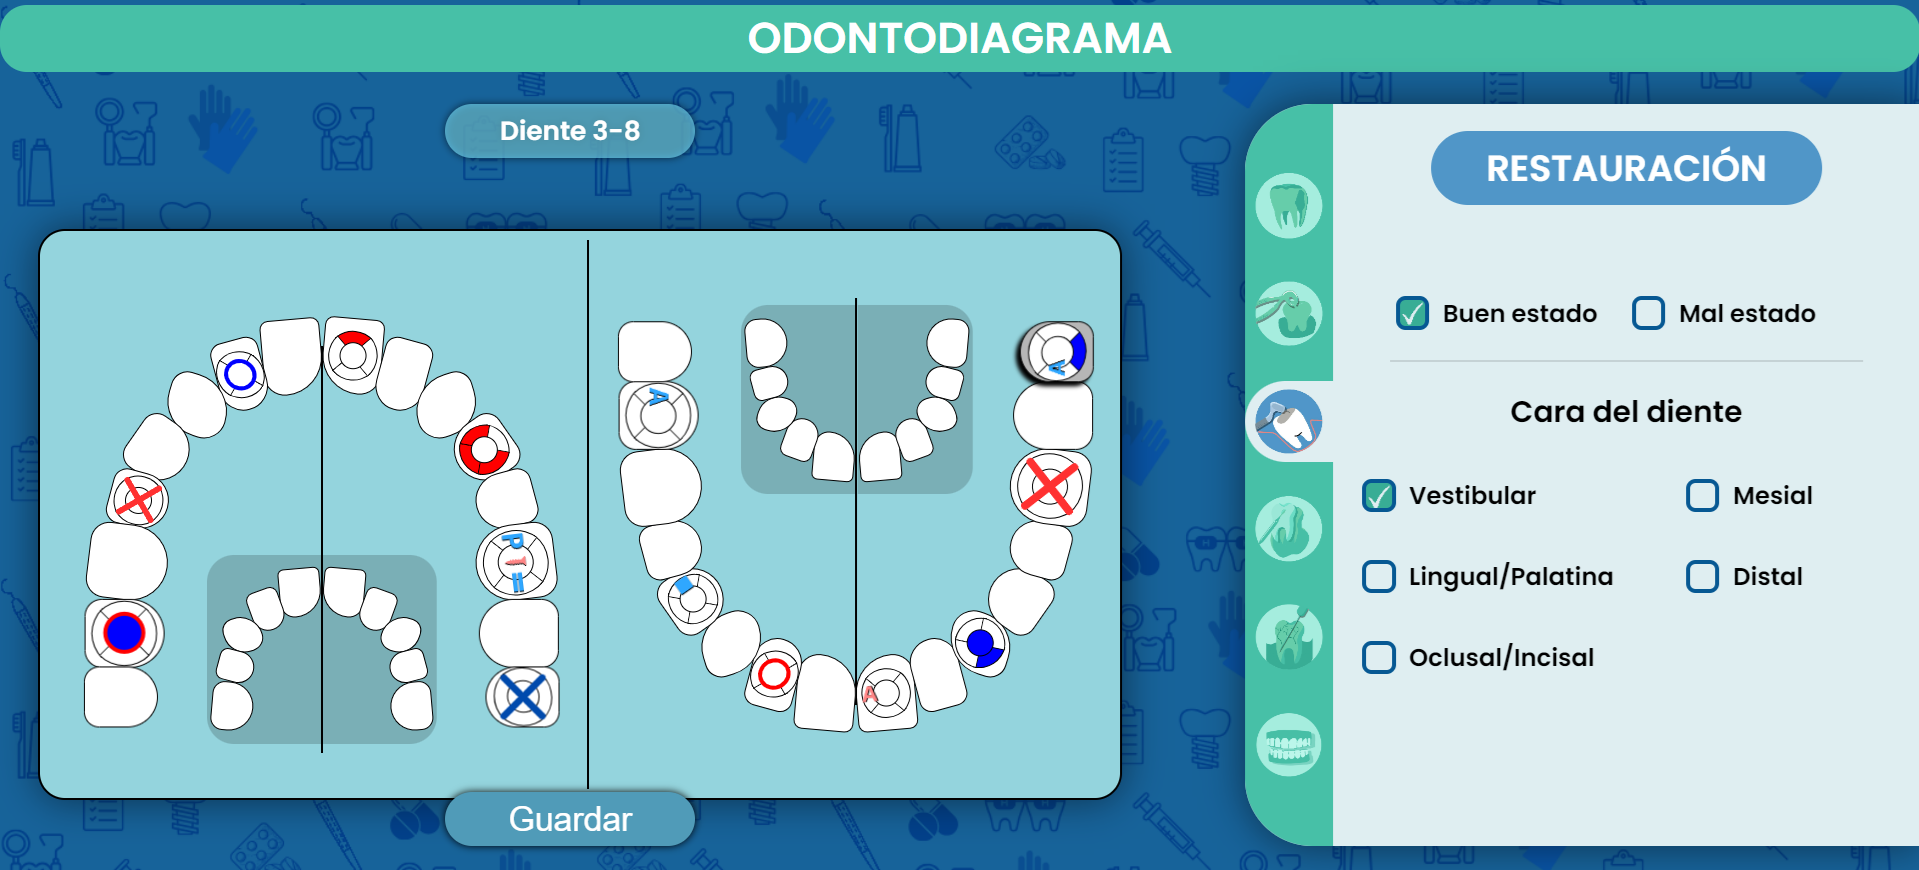 ODONTODIAGRAMA
Diente 3-8
RESTAURACIÓN
Buen estado Mal estado
Cara del diente
Vestibular Mesial
Lingual/Palatina Distal
Oclusal/Incisal
A
P
A
Guardar